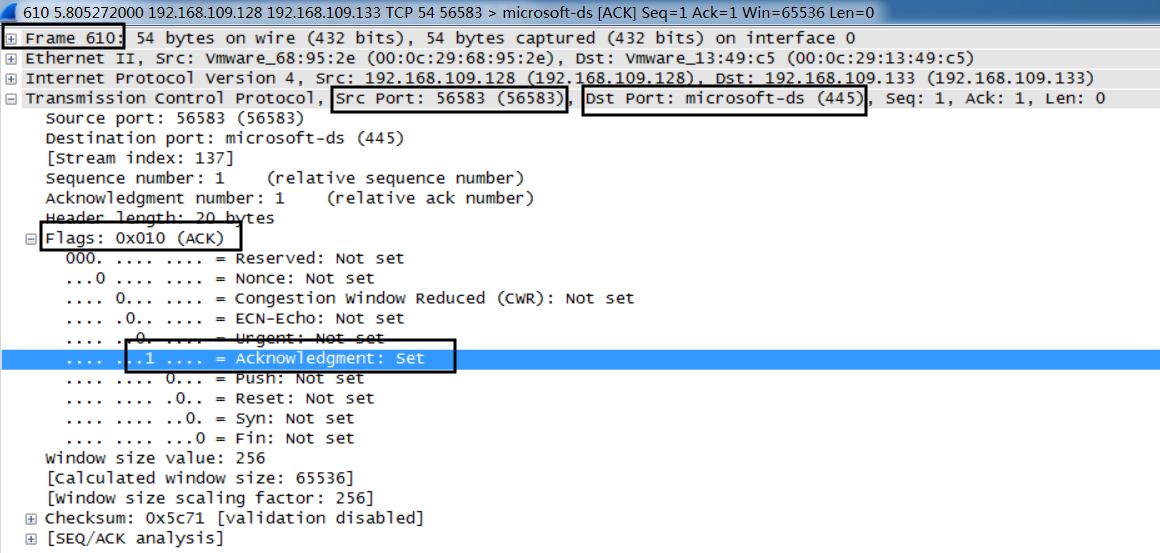 610 5.805272000 192.168.109.128 192.168.109.133 TCP 54 56583 > microsoft-ds [ACK] Seq=1 Ack=1 Win=65536 Len=0
Frame 610: 54 bytes on wire (432 bits), 54 bytes captured (432 bits) on interface 0
Ethernet II, Src: Vmware_68:95:2e (00:0c:29:68:95:2e), Dst: Vmware_13:49:c5 (00:0c:29:13:49:c5)
Internet Protocol Version 4, Src: 192.168.109.128 (192.168.109.128), Dst: 192.168.109.133 (192.168.109.133)
Transmission Control Protocol, Src Port: 56583 (56583), Dst Port: microsoft-ds (445), Seq: 1, Ack: 1, Len: 0
Source port: 56583 (56583)
Destination port: microsoft-ds (445)
[Stream index: 137]
Sequence number: 1    (relative sequence number)
Acknowledgment number: 1    (relative ack number)
Header length: 20 bytes
Flags: 0x010 (ACK)
000. .... .... = Reserved: Not set
...0 .... .... = Nonce: Not set
.... 0... .... = Congestion Window Reduced (CWR): Not set
.... .0.. .... = ECN-Echo: Not set
.... ..0. .... = Urgent: Not set
.... ...1 .... = Acknowledgment: Set
.... .... 0... = Push: Not set
.... .... .0.. = Reset: Not set
.... .... ..0. = Syn: Not set
.... .... ...0 = Fin: Not set
Window size value: 256
[Calculated window size: 65536]
[Window size scaling factor: 256]
Checksum: 0x5c71 [validation disabled]
[SEQ/ACK analysis]